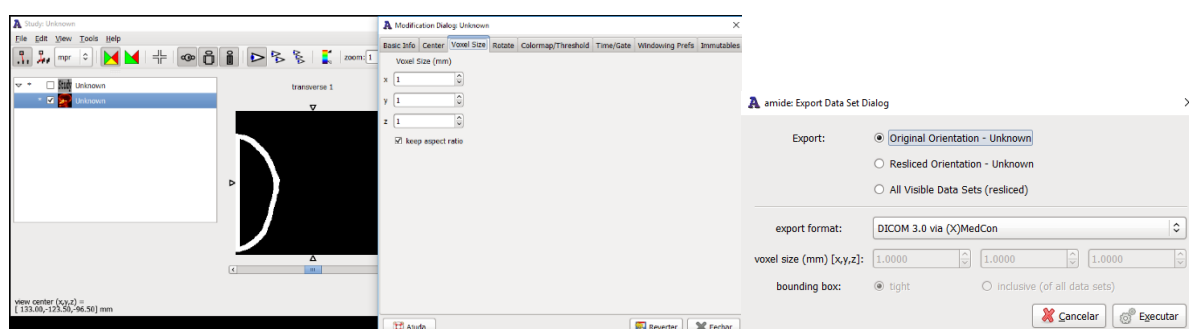 Study: Unknown
File Edit View Tools Help
mpr
zoom: 1
Unknown
Unknown
transverse 1
view center (x,y,z) =
[ 133.00,-123.50,-96.50] mm
Modification Dialog: Unknown
Basic Info Center Voxel Size Rotate Colormap/Threshold Time/Gate Windowing Prefs Immutables
Voxel Size (mm)
x 1
y 1
z 1
keep aspect ratio
Ajuda
Reverter
Fechar
amide: Export Data Set Dialog
Export: Original Orientation - Unknown
Resliced Orientation - Unknown
All Visible Data Sets (resliced)
export format: DICOM 3.0 via (X)MedCon
voxel size (mm) [x,y,z]: 1.0000 1.0000 1.0000
bounding box: tight inclusive (of all data sets)
Cancelar Executar